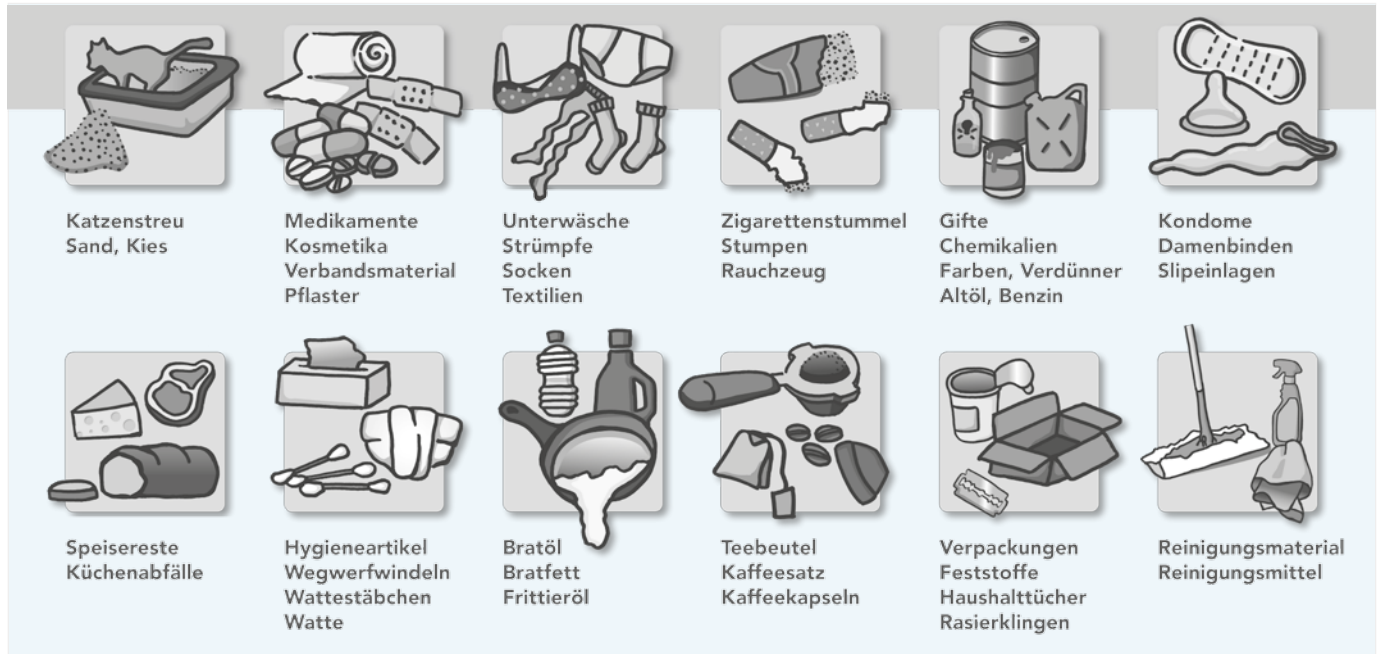 Katzenstreu
Sand, Kies
Medikamente
Kosmetika
Verbandsmaterial
Pflaster
Unterwäsche
Strümpfe
Socken
Textilien
Zigarettenstummel
Stumpen
Rauchzeug
Gifte
Chemikalien
Farben, Verdünner
Altöl, Benzin
Kondome
Damenbinden
Slipeinlagen
Speisereste
Küchenabfälle
Hygieneartikel
Wegwerfwindeln
Wattestäbchen
Watte
Bratöl
Bratfett
Frittieröl
Teebeutel
Kaffeesatz
Kaffeekapseln
Verpackungen
Feststoffe
Haushalttücher
Rasierklingen
Reinigungsmaterial
Reinigungsmittel